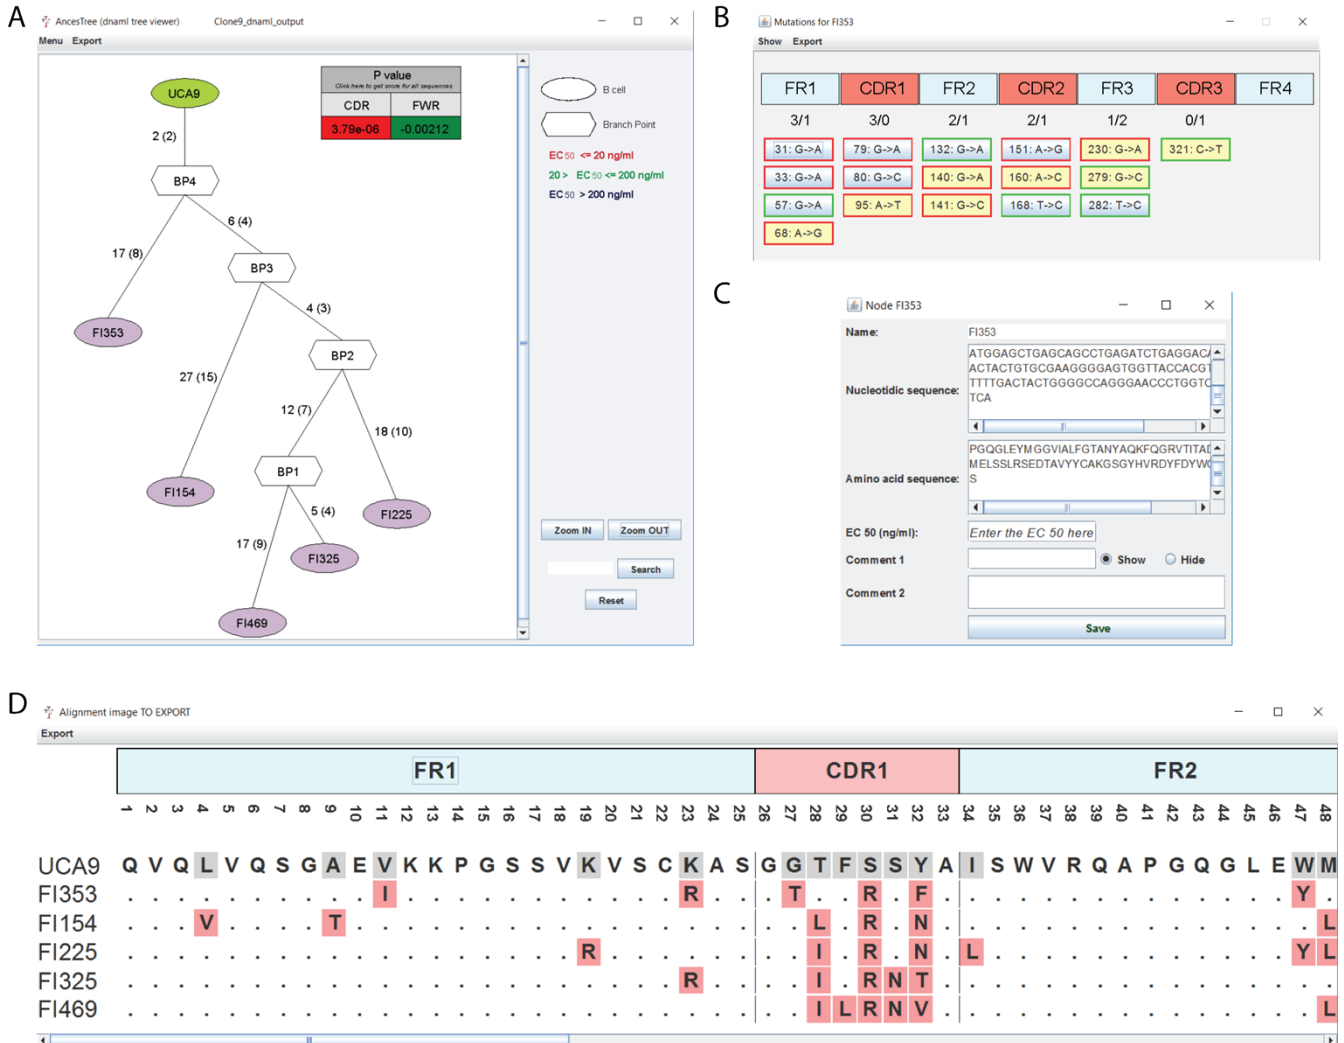 A
AncesTree (dnaml tree viewer) Clone9_dnaml_output
Menu Export
UCA9
P value
Click here to get score for all sequences
CDR FWR
3.79e-06 -0.00212
2 (2)
BP4
6 (4)
17 (8)
BP3
4 (3)
FI353
BP2
27 (15)
12 (7)
18 (10)
BP1
FI154
5 (4)
FI225
17 (9)
FI325
FI469
B cell
Branch Point
EC 50 <= 20 ng/ml
20 > EC 50 <= 200 ng/ml
EC 50 > 200 ng/ml
Zoom IN Zoom OUT
Search
Reset
B
Mutations for FI353
Show Export
FR1 CDR1 FR2 CDR2 FR3 CDR3 FR4
3/1 3/0 2/1 2/1 1/2 0/1
31: G->A 79: G->A 132: G->A 151: A->G 230: G->A 321: C->T
33: G->A 80: G->C 140: G->A 160: A->C 279: G->C
57: G->A 95: A->T 141: G->C 168: T->C 282: T->C
68: A->G
C
Node FI353
Name: FI353
Nucleotidic sequence:
ATGGAGCTGAGCAGCCTGAGATCTGAGGACA
ACTACTGTGCGAAGGGGAGTGGTTACCACGT
TTTTGACTACTGGGGCCAGGGAACCCTGGTC
TCA
Amino acid sequence:
PGQGLEYMGGVIALFGTANYAQKFQGRVTITAD
MELSSLRSEDTAVYYCAKGSGYHVRDYFDYWG
S
EC 50 (ng/ml): Enter the EC 50 here
Comment 1 Show Hide
Comment 2
Save
D
Alignment image TO EXPORT
Export
FR1 CDR1 FR2
1 2 3 4 5 6 7 8 9 10 11 12 13 14 15 16 17 18 19 20 21 22 23 24 25 26 27 28 29 30 31 32 33 34 35 36 37 38 39 40 41 42 43 44 45 46 47 48
UCA9 Q V Q L V Q S G A E V K K P G S S V K V S C K A S G G T F S S Y A I S W V R Q A P G Q G L E W M
FI353 . . . . . . . . . . I . . . . . . . . . . . R . . . T . . R . F . . . . . . . . . . . . . . Y .
FI154 . . . V . . . . T . . . . . . . . . . . . . . . . . . L . R . N . . . . . . . . . . . . . . . L
FI225 . . . . . . . . . . . . . . . . . . R . . . . . . . . I . R . N . L . . . . . . . . . . . . Y L
FI325 . . . . . . . . . . . . . . . . . . . . . . R . . . . I . R N T . . . . . . . . . . . . . . . .
FI469 . . . . . . . . . . . . . . . . . . . . . . . . . . . I L R N V . . . . . . . . . . . . . . . L